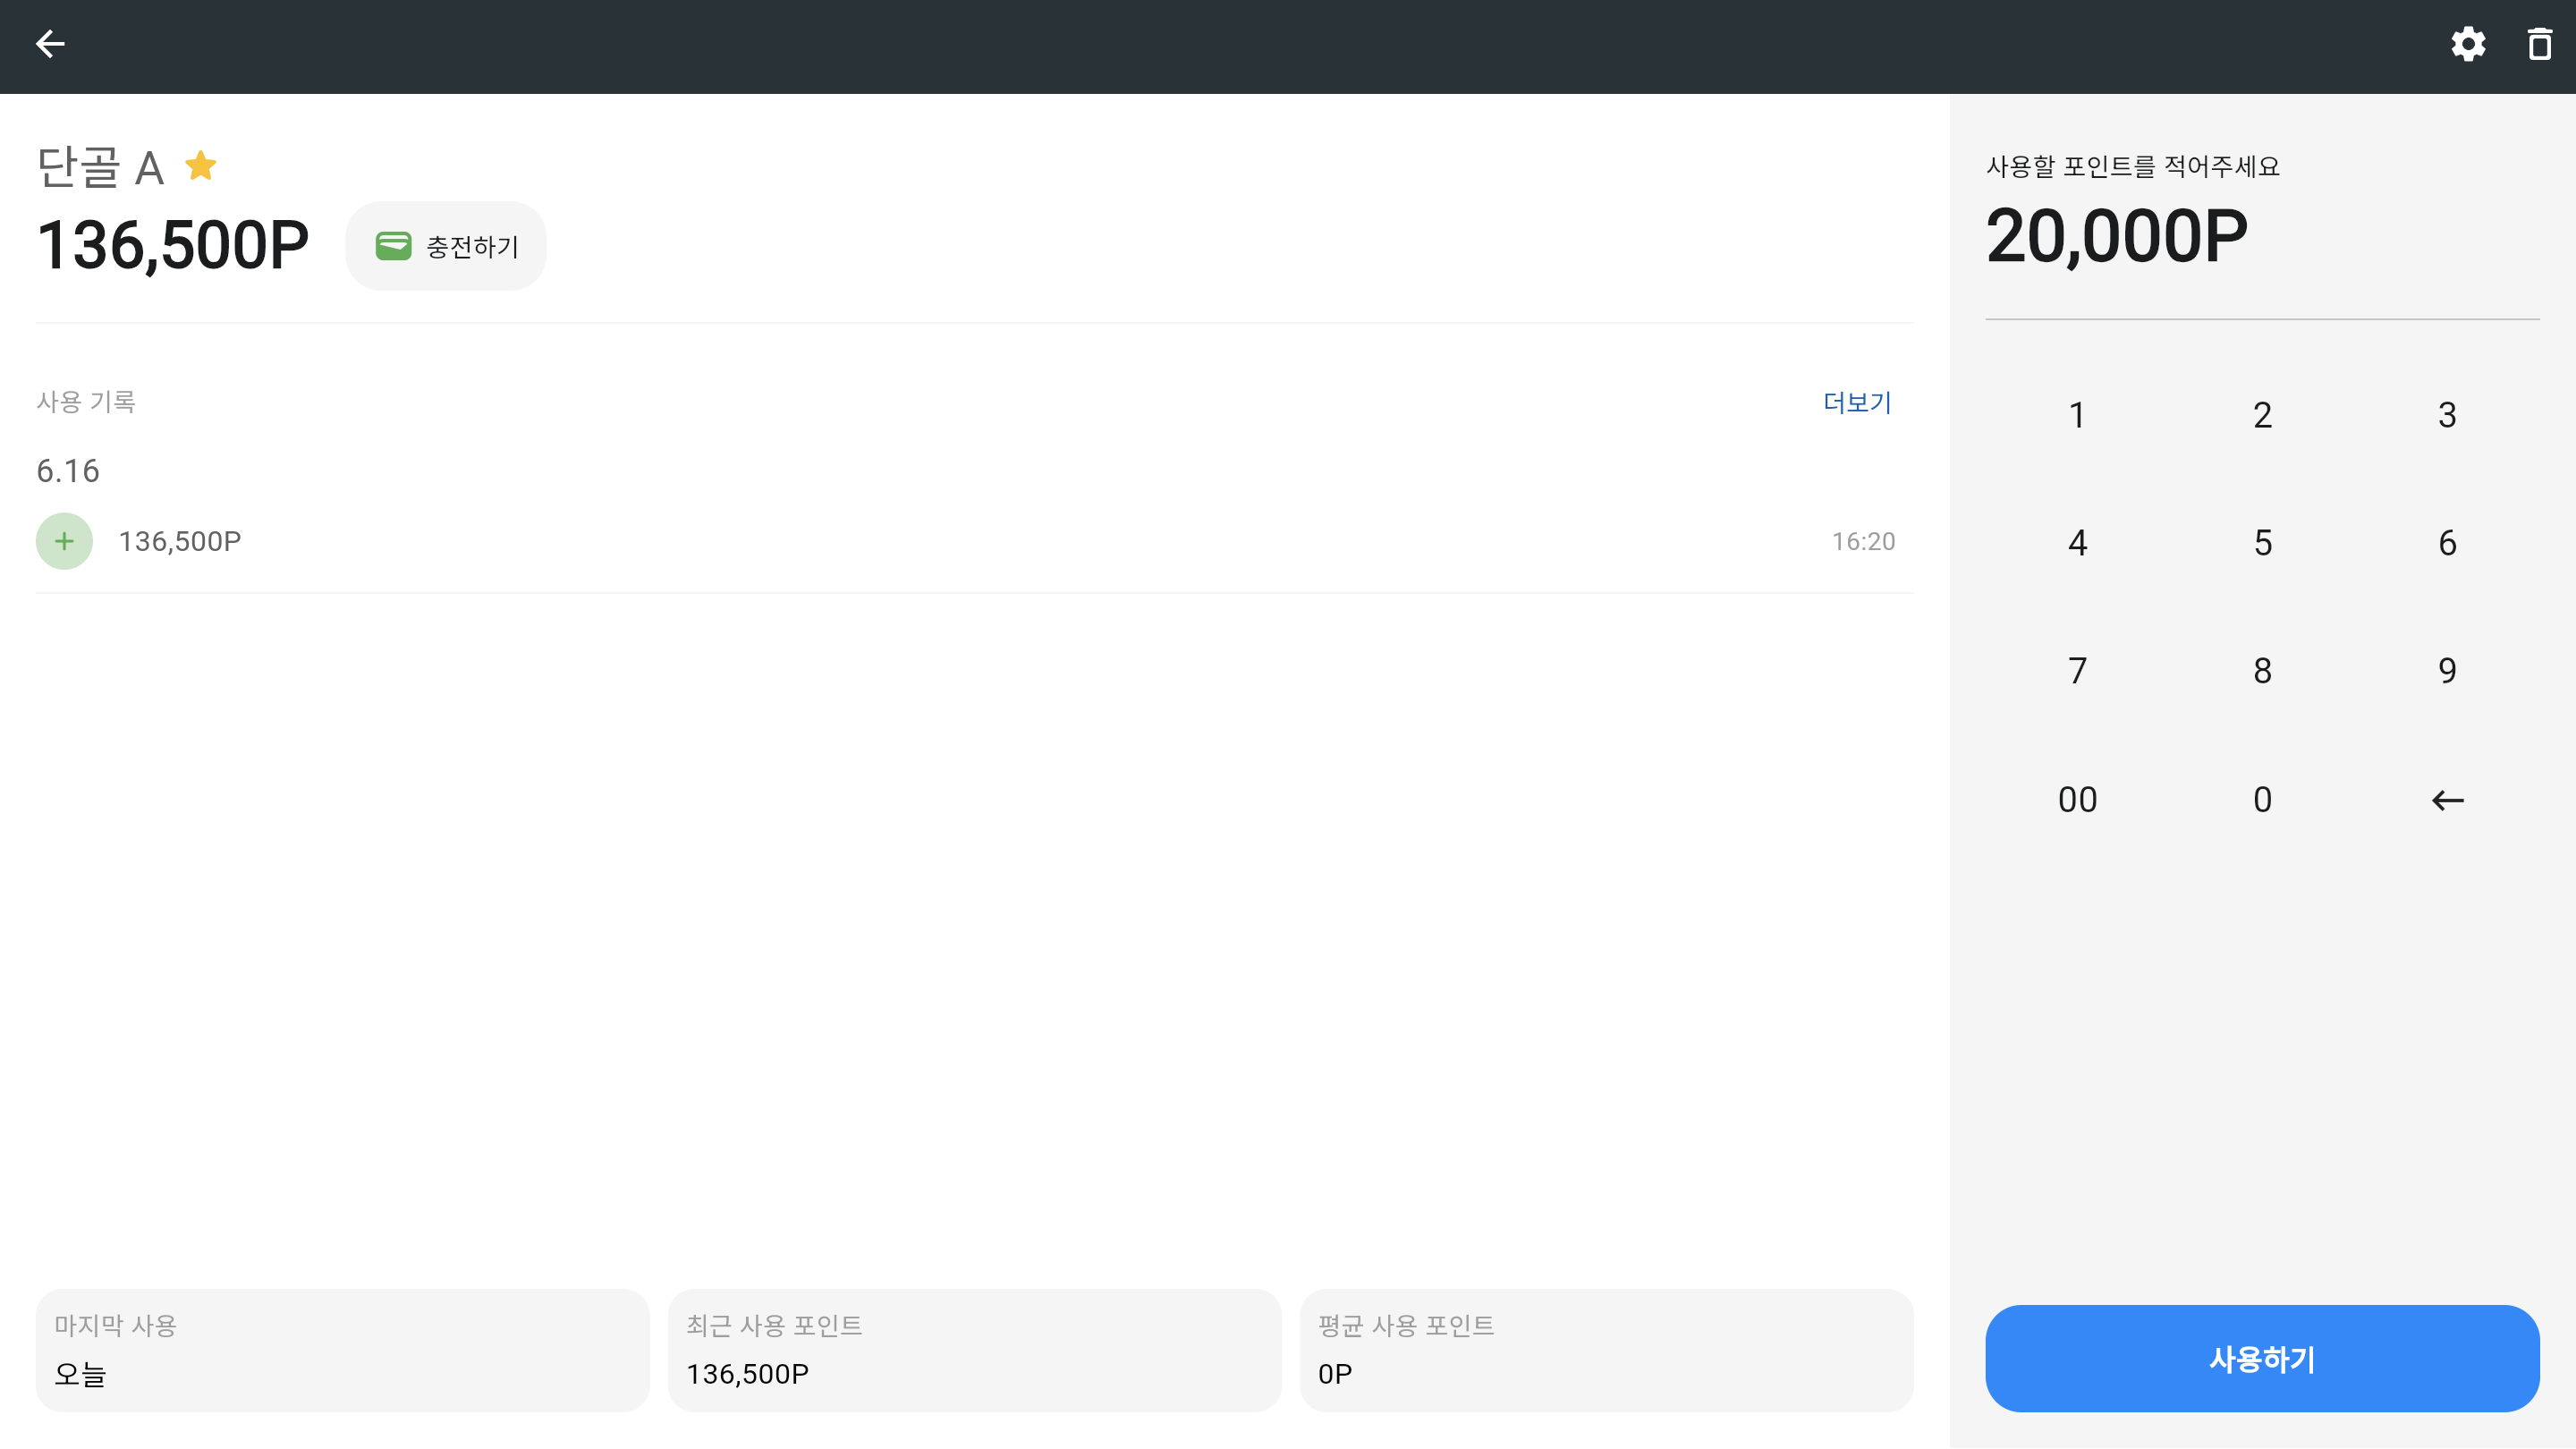 단골 A
136,500P
충전하기
사용 기록
더보기
6.16
136,500P
16:20
마지막 사용
오늘
최근 사용 포인트
136,500P
평균 사용 포인트
0P
사용할 포인트를 적어주세요
20,000P
1 2 3
4 5 6
7 8 9
00 0
사용하기